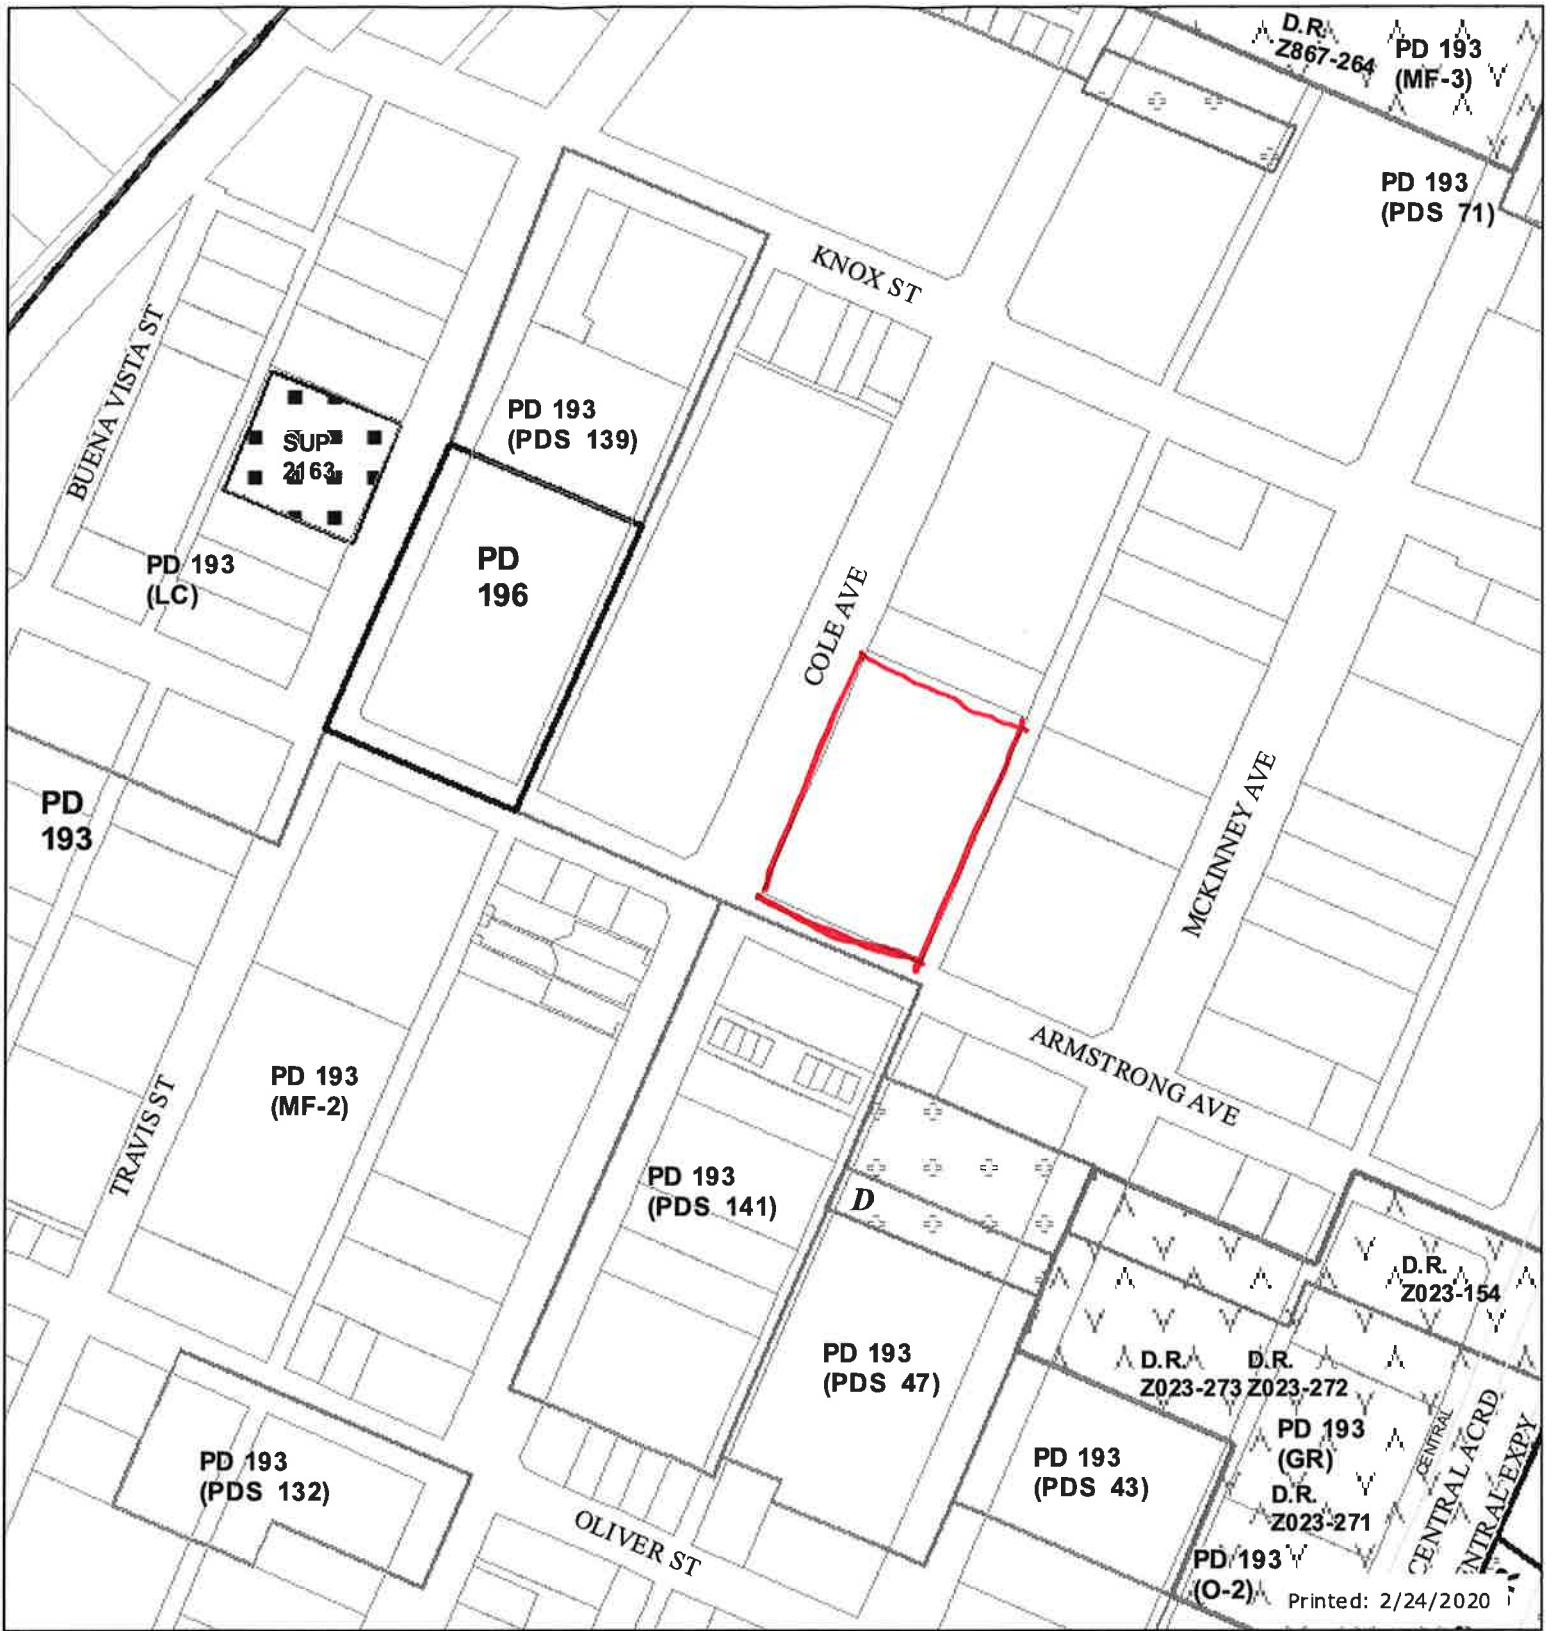 D.R.
Z867-264
PD 193
(MF-3)
PD 193
(PDS 71)
KNOX ST
BUENA VISTA ST
PD 193
(PDS 139)
SUP
2163
PD 193
(LC)
PD
196
COLE AVE
PD
193
MCKINNEY AVE
ARMSTRONG AVE
PD 193
(MF-2)
TRAVIS ST
PD 193
(PDS 141)
D
D.R.
Z023-154
PD 193
(PDS 47)
D.R.
Z023-273
D.R.
Z023-272
PD 193
(GR)
CENTRAL
CENTRAL ACRD
NTRAL EXPY
PD 193
(PDS 43)
PD 193
(PDS 132)
D.R.
Z023-271
OLIVER ST
PD 193
(O-2)
Printed: 2/24/2020